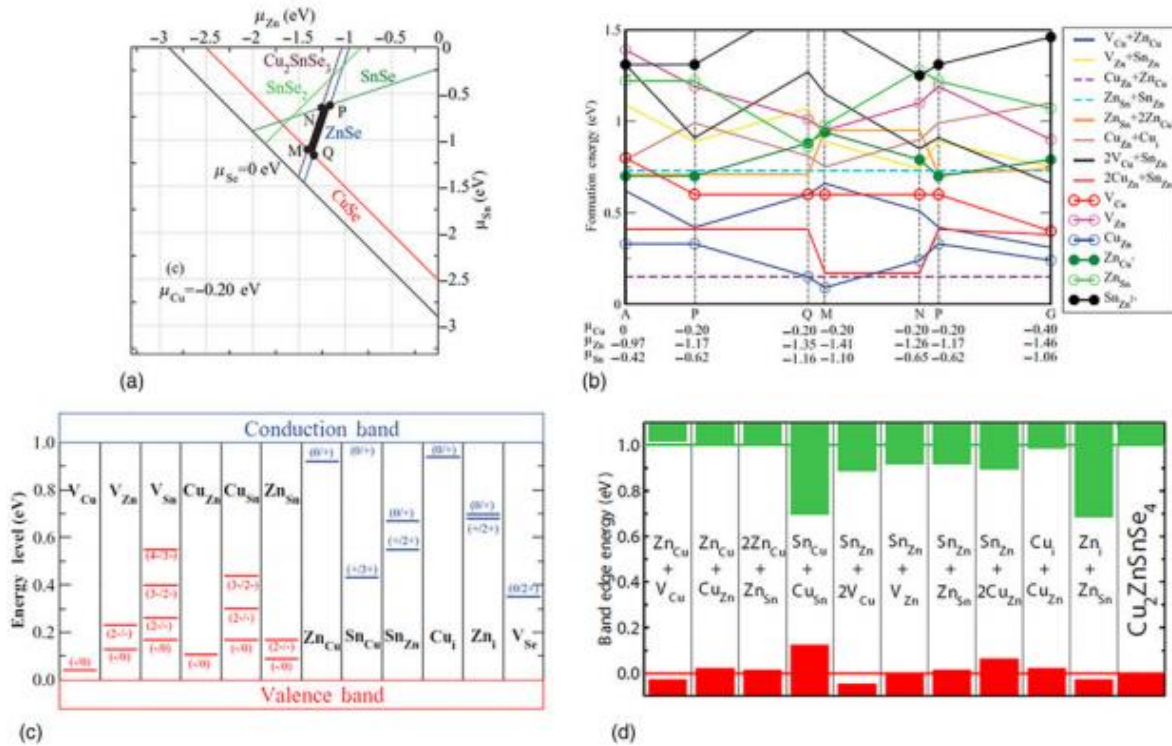 μZn (eV)
−3 −2.5 −2 −1.5 −1 −0.5 0
0
−0.5
−1
−1.5
−2
−2.5
−3
μSn (eV)
Cu2SnSe3
SnSe
SnSe2
P
N
ZnSe
M
Q
μSe=0 eV
CuSe
(c)
μCu=−0.20 eV
(a)
Formation energy (eV)
1.5
1
0.5
0
A P Q M N P G
μCu 0 −0.20 −0.20 −0.20 −0.20 −0.20 −0.40
μZn −0.97 −1.17 −1.35 −1.41 −1.26 −1.17 −1.46
μSn −0.42 −0.62 −1.16 −1.10 −0.65 −0.62 −1.06
VCu+ZnCu
VZn+SnZn
CuZn+ZnCu
ZnSn+SnZn
ZnSn+2ZnCu
CuZn+Cui
2VCu+SnZn
2CuZn+SnZn
VCu
VZn
CuZn
ZnCu+
ZnSn
SnZn2+
(b)
Conduction band
Energy level (eV)
1.0
0.8
0.6
0.4
0.2
0.0
VCu VZn VSn CuZn CuSn ZnSn
ZnCu SnCu SnZn Cui Zni VSe
(-/0)
(2-/-)
(-/0)
(4-/3-)
(3-/2-)
(2-/-)
(-/0)
(-/0)
(3-/2-)
(2-/-)
(-/0)
(2-/-)
(-/0)
(0/+)
(0/+)
(+/2+)
(0/+)
(+/2+)
(0/+)
(0/+)
(+/2+)
(0/2+)
Valence band
(c)
Band edge energy (eV)
1.0
0.8
0.6
0.4
0.2
0.0
ZnCu + VCu
ZnCu + CuZn
2ZnCu + ZnSn
SnCu + CuSn
SnZn + 2VCu
SnZn + VZn
SnZn + ZnSn
SnZn + 2CuZn
Cui + CuZn
Zni + ZnSn
Cu2ZnSnSe4
(d)